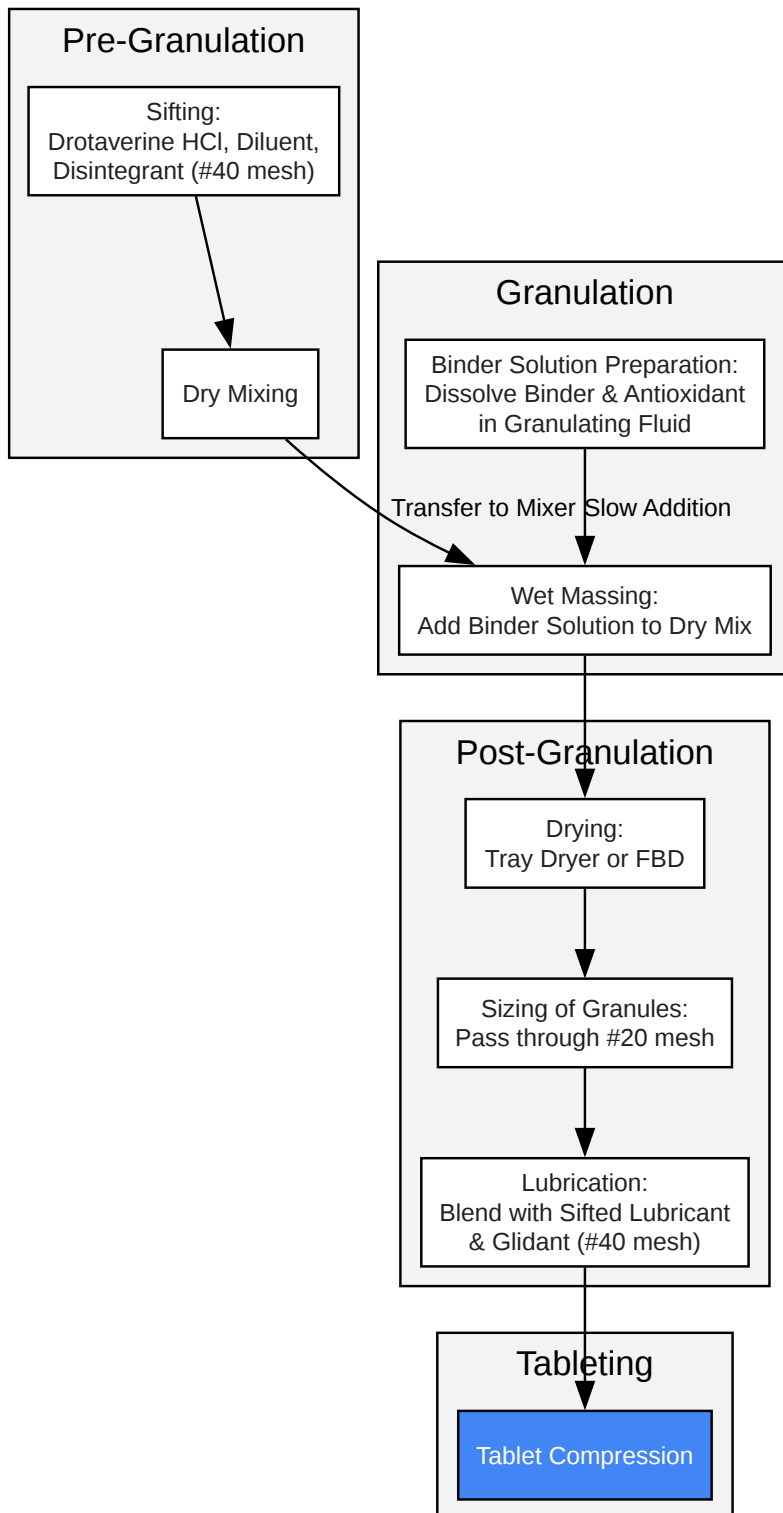 Pre-Granulation
Sifting:
Drotaverine HCl, Diluent,
Disintegrant (#40 mesh)
Dry Mixing
Granulation
Binder Solution Preparation:
Dissolve Binder & Antioxidant
in Granulating Fluid
Transfer to Mixer
Slow Addition
Wet Massing:
Add Binder Solution to Dry Mix
Post-Granulation
Drying:
Tray Dryer or FBD
Sizing of Granules:
Pass through #20 mesh
Lubrication:
Blend with Sifted Lubricant
& Glidant (#40 mesh)
Tableting
Tablet Compression